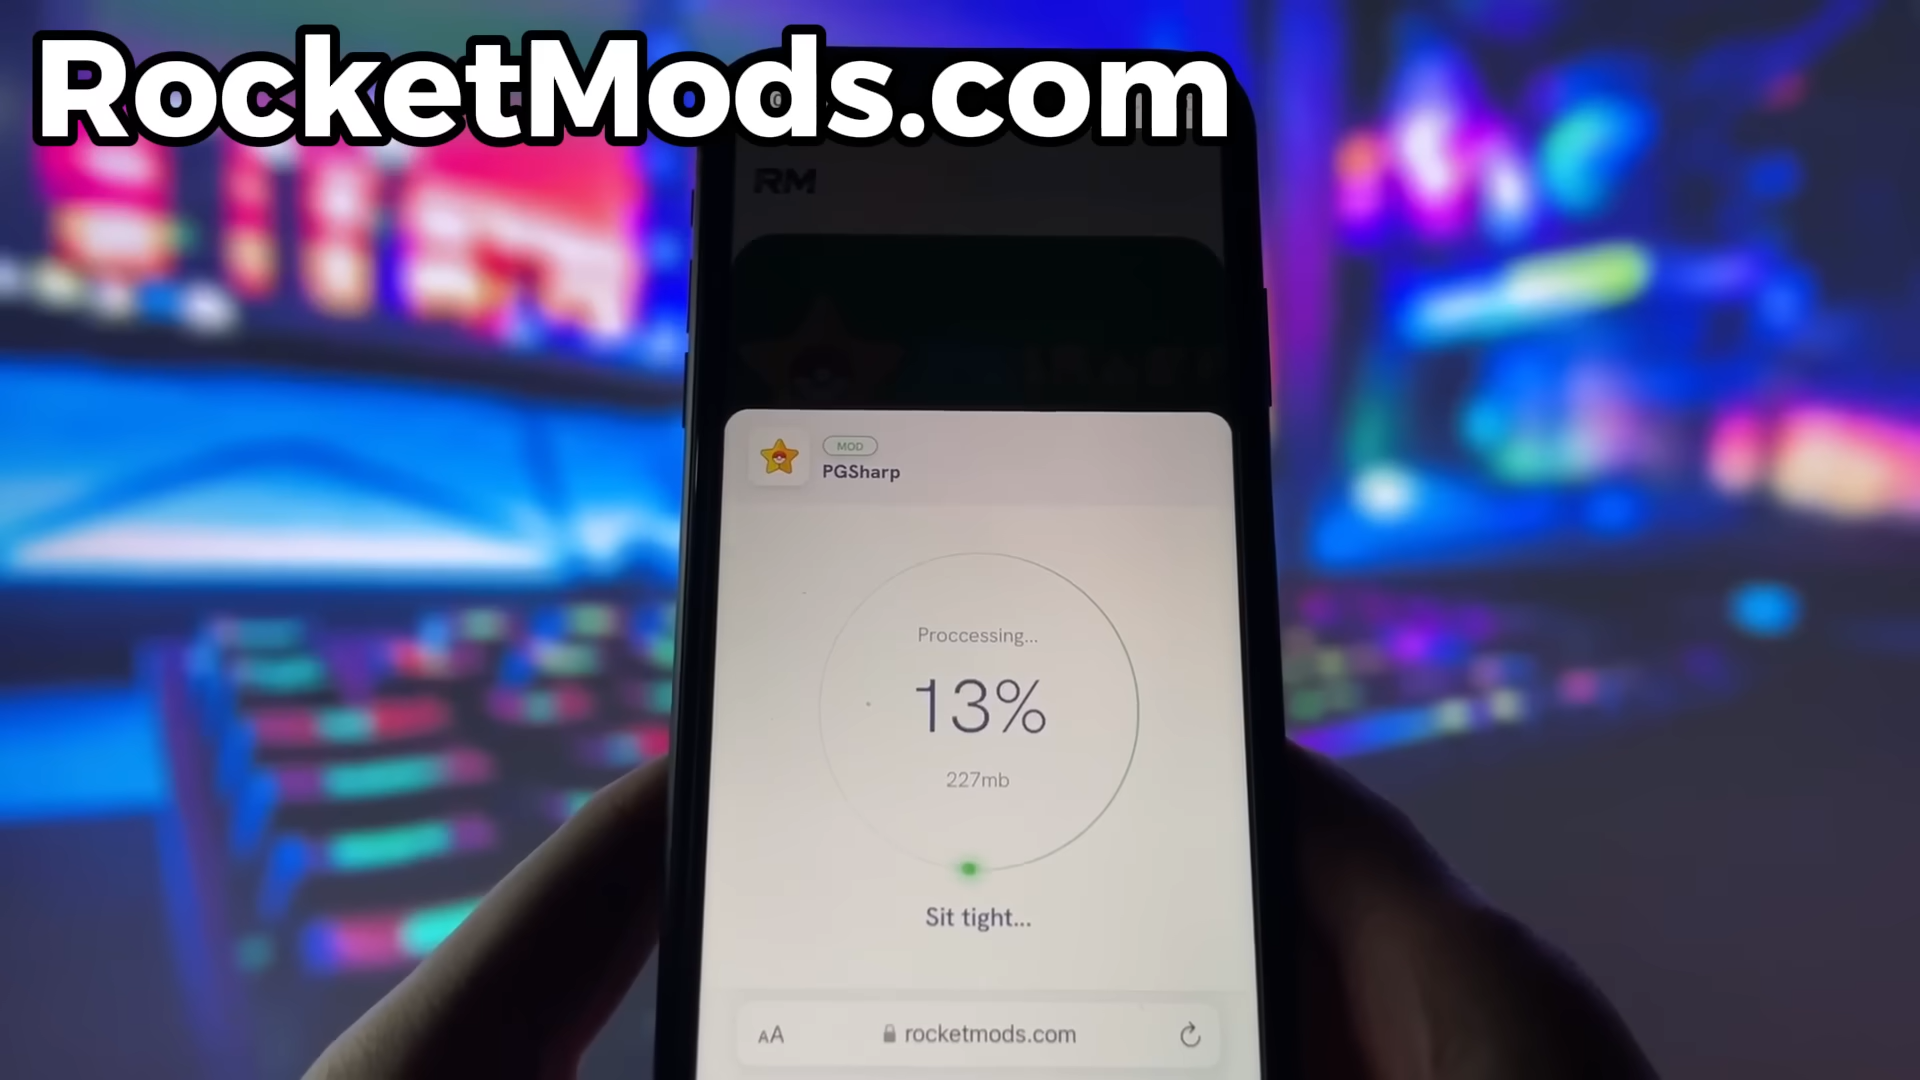 RocketMods.com
RM
MOD
PGSharp
Proccessing...
13%
227mb
Sit tight...
AA
rocketmods.com